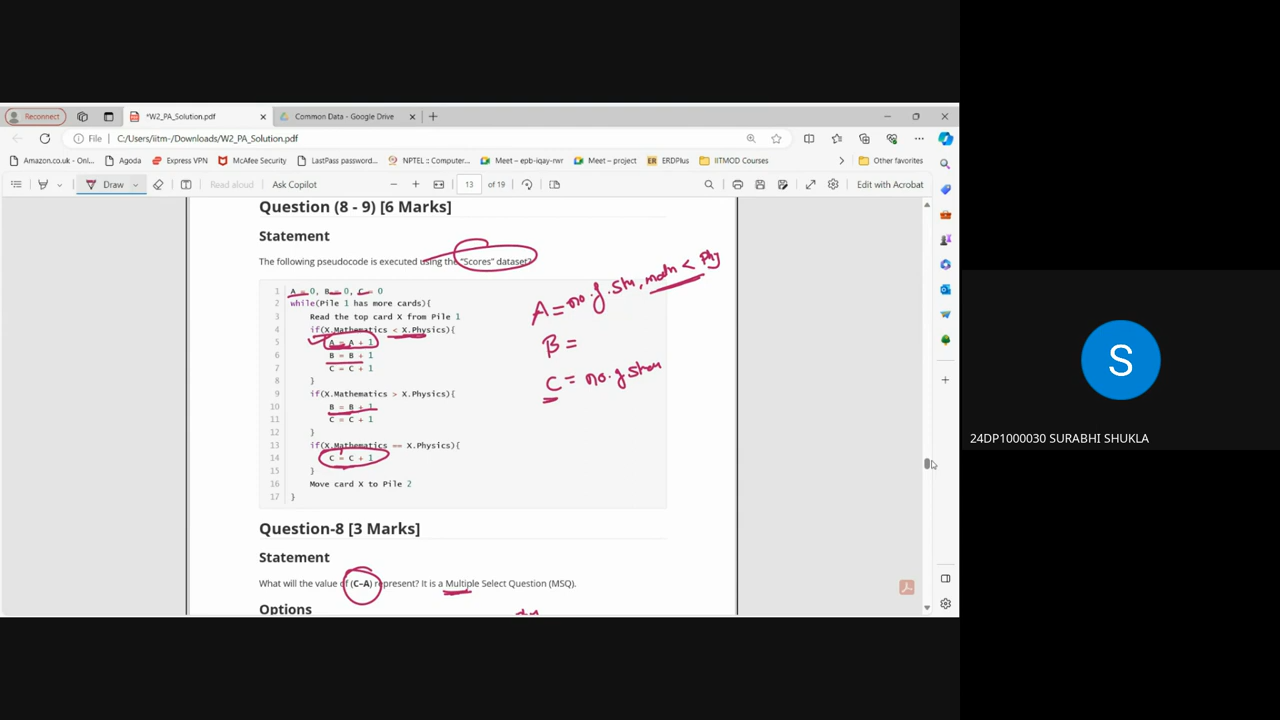 Reconnect
*W2_PA_Solution.pdf
Common Data - Google Drive
File C:/Users/iitm-/Downloads/W2_PA_Solution.pdf
Amazon.co.uk - Onl... Agoda Express VPN McAfee Security LastPass password... NPTEL :: Computer... Meet – epb-iqay-rwr Meet – project ERDPlus IITMOD Courses Other favorites
Draw Read aloud Ask Copilot 13 of 19 Edit with Acrobat
Question (8 - 9) [6 Marks]
Statement
The following pseudocode is executed using the "Scores" dataset?
1 A = 0, B = 0, C = 0
2 while(Pile 1 has more cards){
3 Read the top card X from Pile 1
4 if(X.Mathematics < X.Physics){
5 A = A + 1
6 B = B + 1
7 C = C + 1
8 }
9 if(X.Mathematics > X.Physics){
10 B = B + 1
11 C = C + 1
12 }
13 if(X.Mathematics == X.Physics){
14 C = C + 1
15 }
16 Move card X to Pile 2
17 }
A = no. of stu, math < Phy
B =
C = no. of
Question-8 [3 Marks]
Statement
What will the value of (C−A) represent? It is a Multiple Select Question (MSQ).
Options
S
24DP1000030 SURABHI SHUKLA